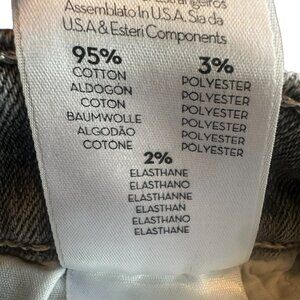 Assemblato In U.S.A. Sia da
U.S.A & Esteri Components
95%
COTTON
ALDOGÓN
COTON
BAUMWOLLE
ALGODÃO
COTONE
3%
POLYESTER
POLYESTER
POLYESTER
POLYESTER
POLYESTER
POLYESTER
2%
ELASTHANE
ELASTHANO
ELASTHANNE
ELASTHAN
ELASTHANO
ELASTHANE